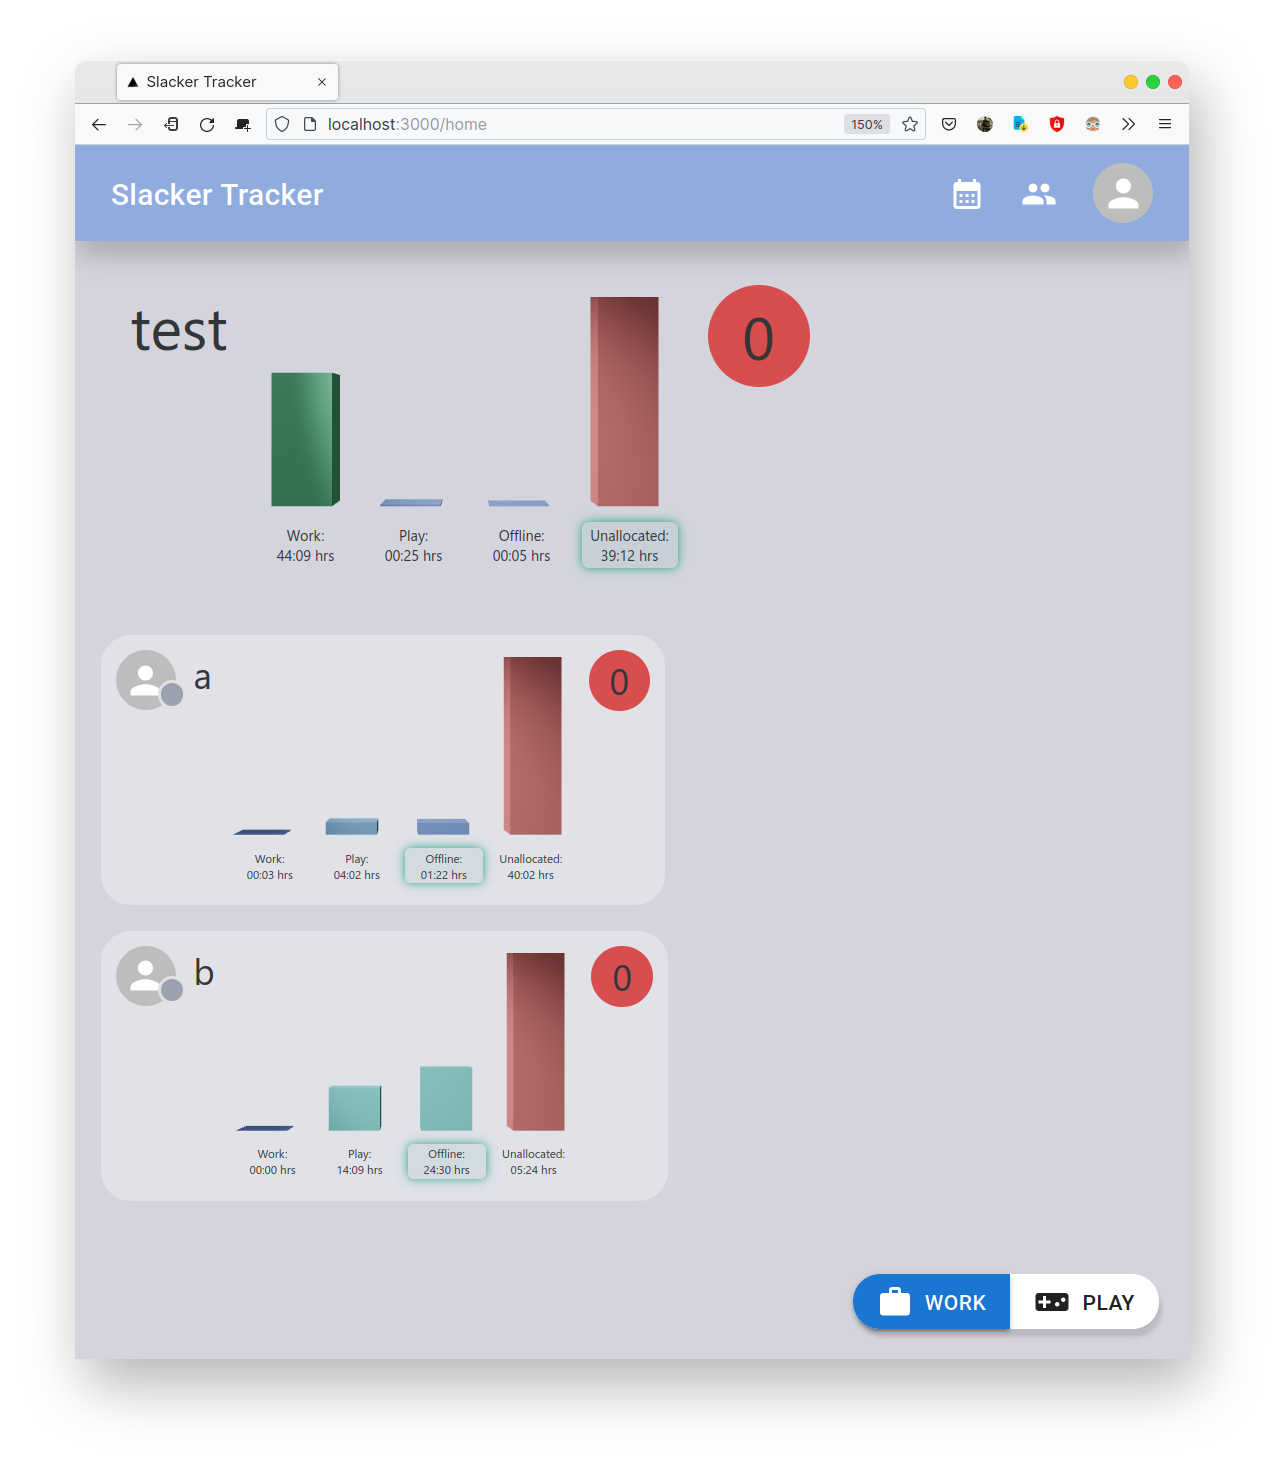 Slacker Tracker
localhost:3000/home
150%
Slacker Tracker
test
0
Work:
44:09 hrs
Play:
00:25 hrs
Offline:
00:05 hrs
Unallocated:
39:12 hrs
a
0
Work:
00:03 hrs
Play:
04:02 hrs
Offline:
01:22 hrs
Unallocated:
40:02 hrs
b
0
Work:
00:00 hrs
Play:
14:09 hrs
Offline:
24:30 hrs
Unallocated:
05:24 hrs
WORK
PLAY